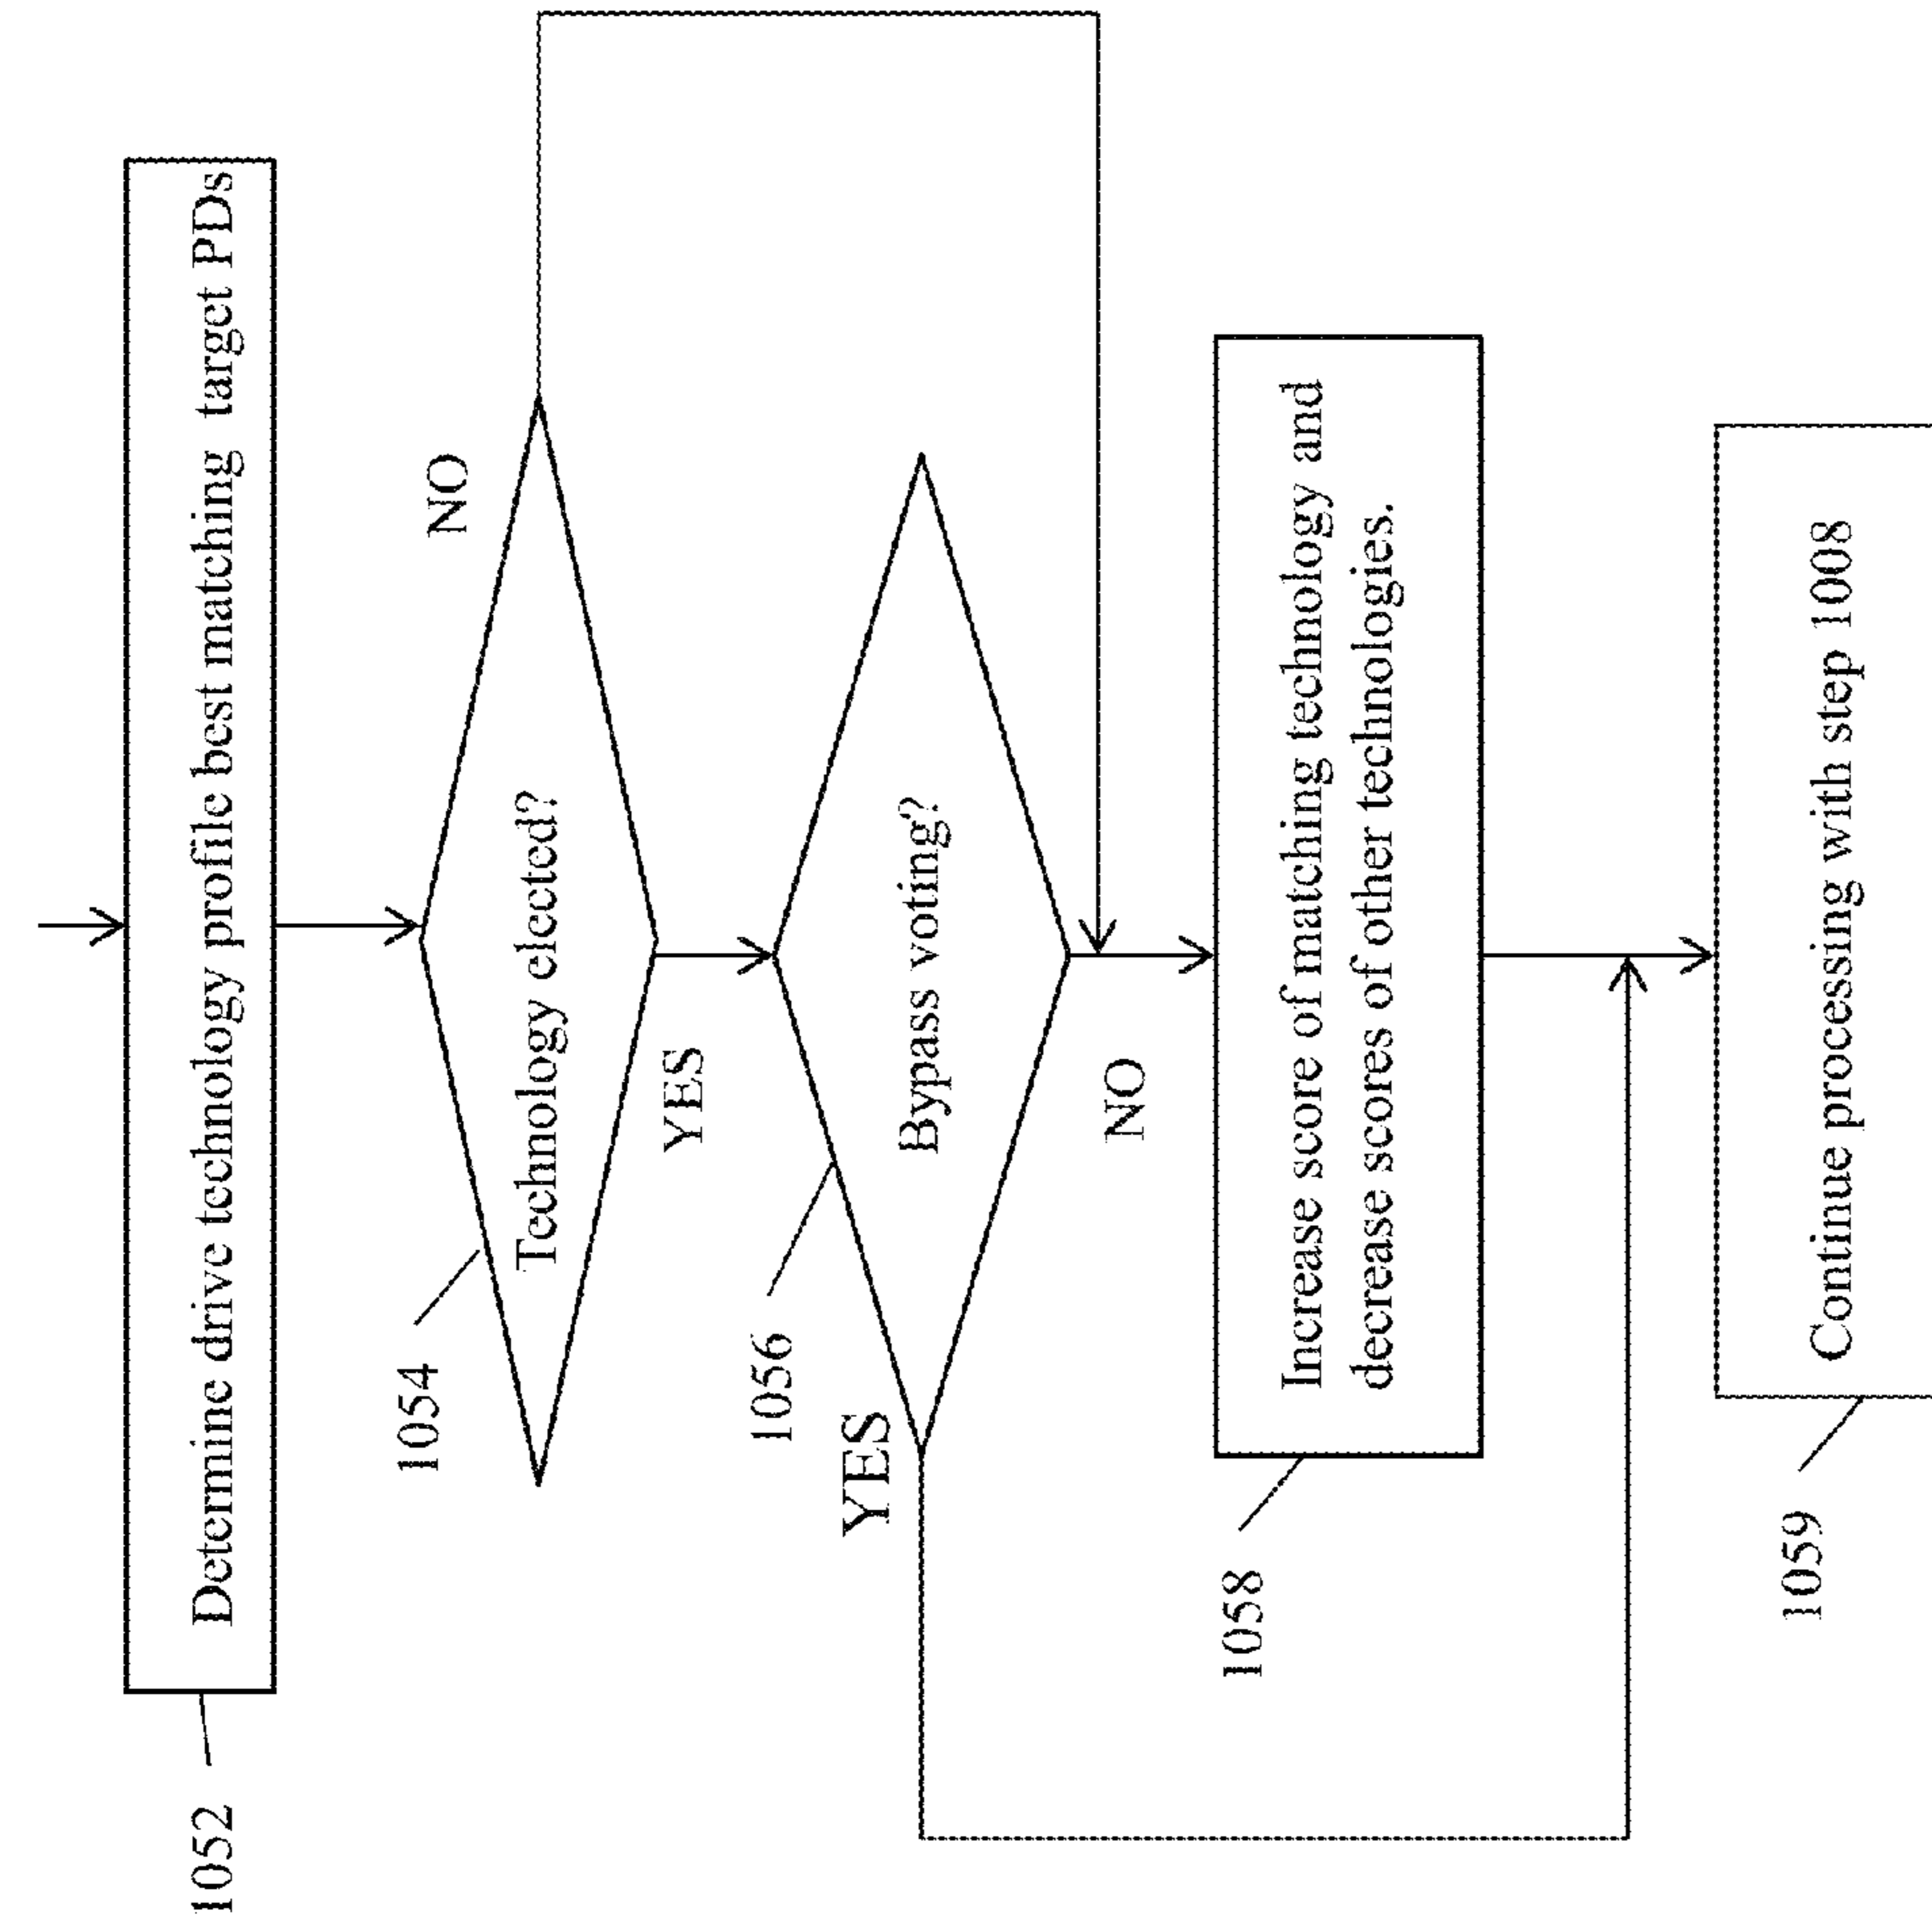 1052
Determine drive technology profile best matching target PDs
1054
Technology elected?
NO
YES
1056
Bypass voting?
YES
NO
1058
Increase score of matching technology and
decrease scores of other technologies.
1059
Continue processing with step 1008